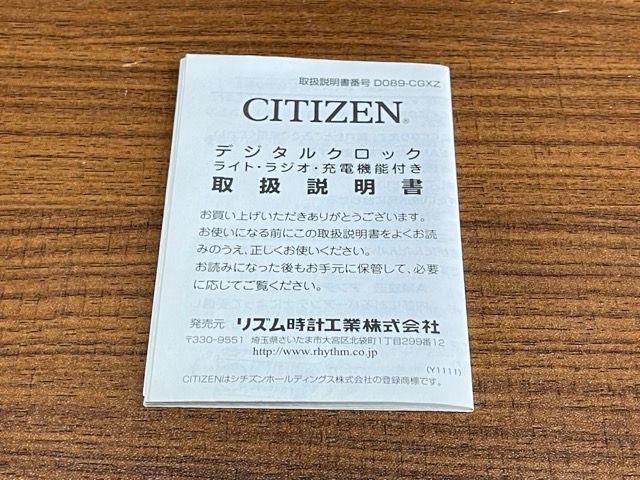 取扱説明書番号 D089-CGXZ
CITIZEN®
デジタルクロック
ライト・ラジオ・充電機能付き
取扱説明書
お買い上げいただきありがとうございます。
お使いになる前にこの取扱説明書をよくお読
みのうえ、正しくお使いください。
お読みになった後もお手元に保管して、必要
に応じてご覧ください。
発売元 リズム時計工業株式会社
〒330-9551 埼玉県さいたま市大宮区北袋町1丁目299番12
http://www.rhythm.co.jp
(Y1111)
CITIZENはシチズンホールディングス株式会社の登録商標です。